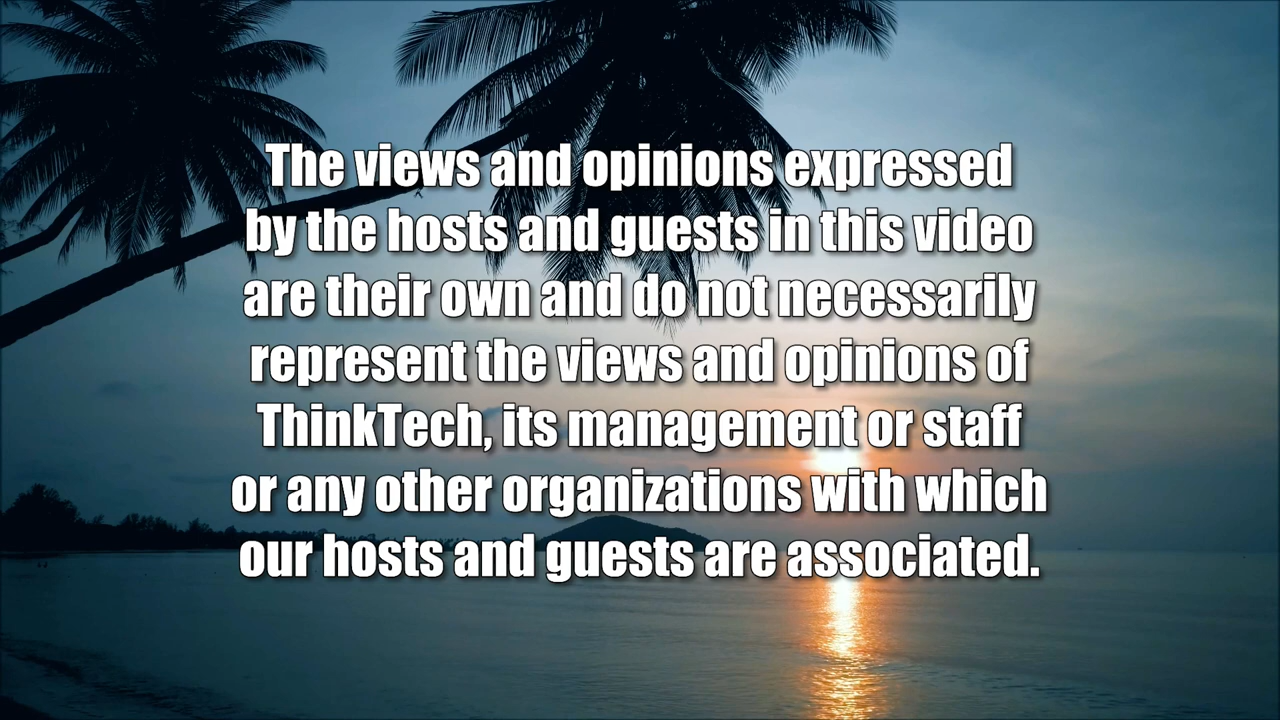 The views and opinions expressed
by the hosts and guests in this video
are their own and do not necessarily
represent the views and opinions of
ThinkTech, its management or staff
or any other organizations with which
our hosts and guests are associated.